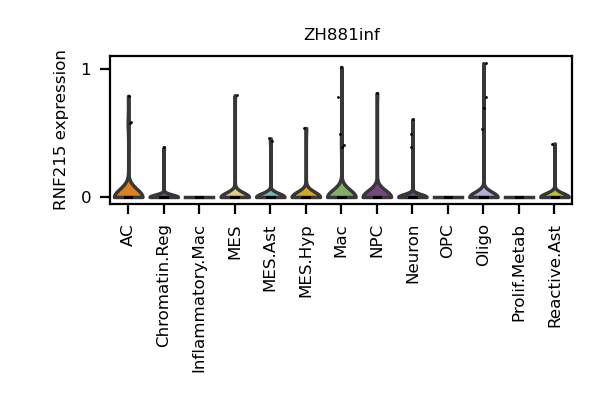 ZH881inf
RNF215 expression
1
0
AC
Chromatin.Reg
Inflammatory.Mac
MES
MES.Ast
MES.Hyp
Mac
NPC
Neuron
OPC
Oligo
Prolif.Metab
Reactive.Ast